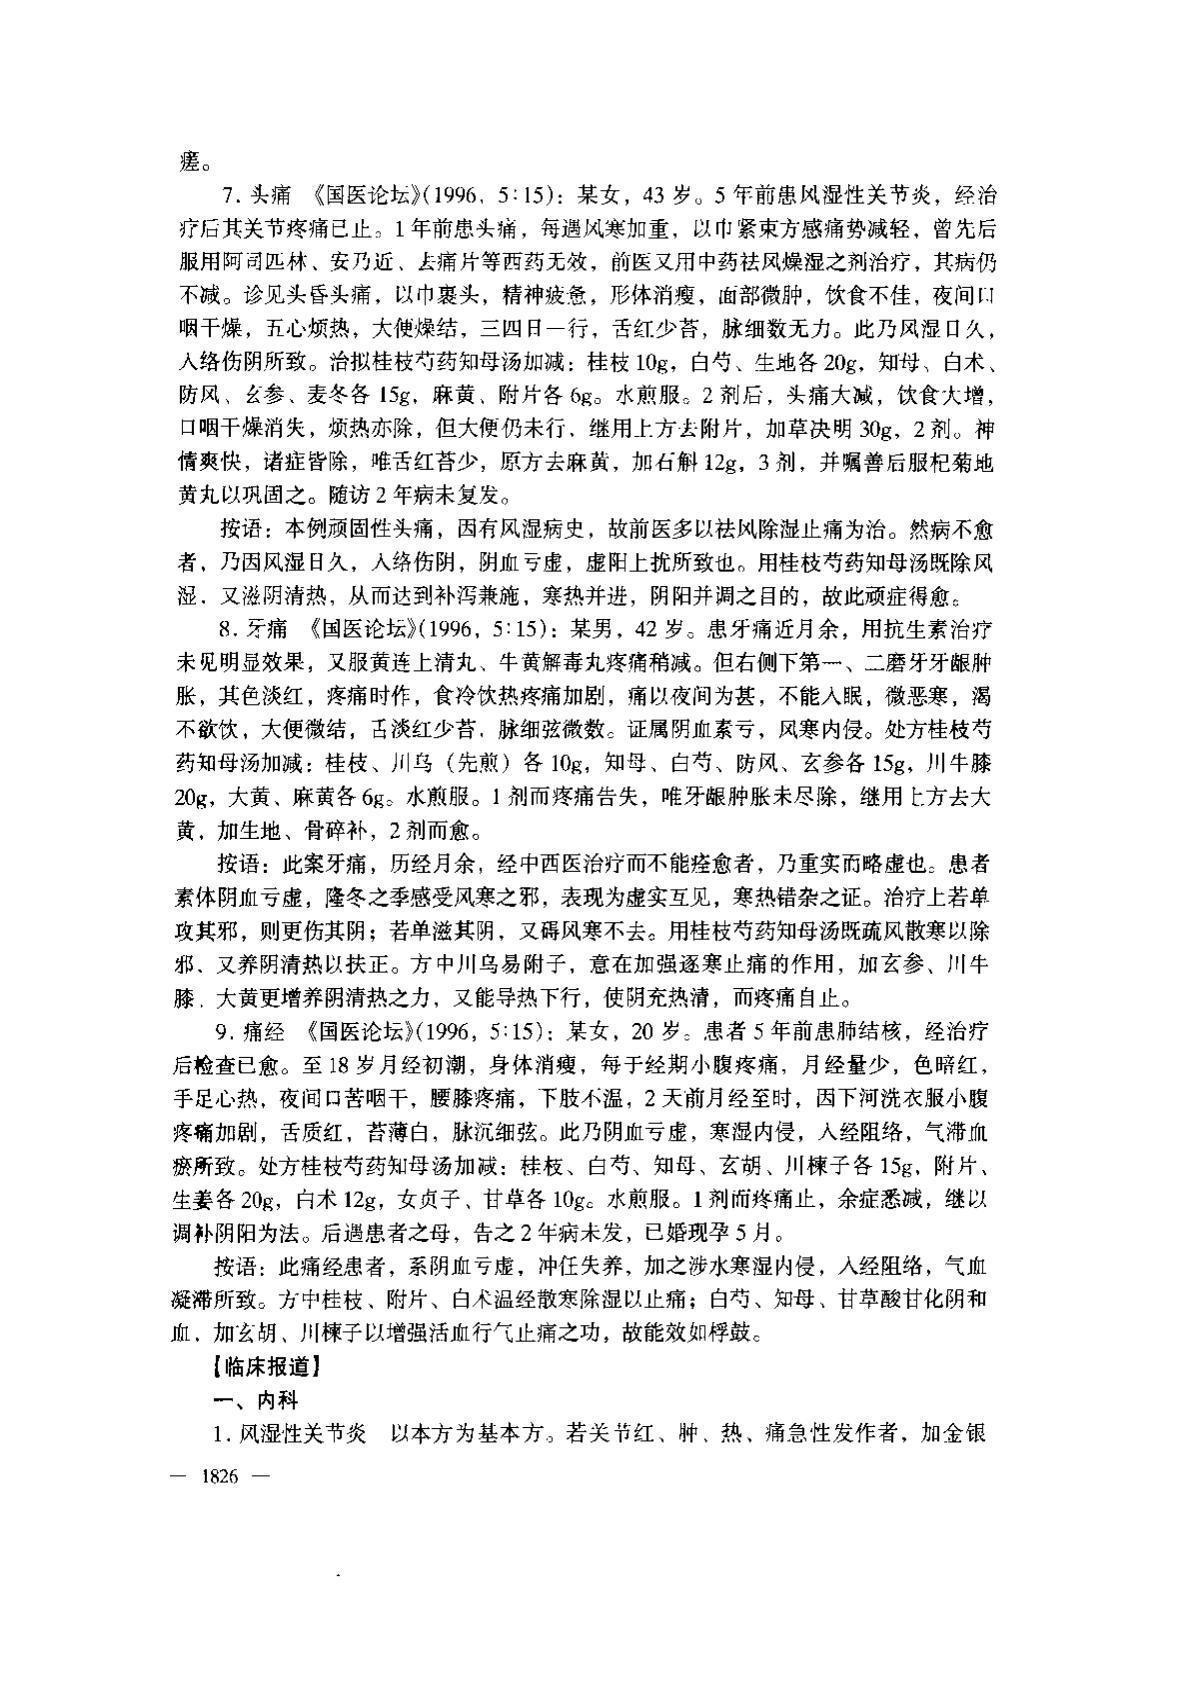 瘥。
7. 头痛 《国医论坛》(1996，5:15)：某女，43 岁。5 年前患风湿性关节炎，经治
疗后其关节疼痛已止。1 年前患头痛，每遇风寒加重，以巾紧束方感痛势减轻，曾先后
服用阿司匹林、安乃近、去痛片等西药无效，前医又用中药祛风燥湿之剂治疗，其病仍
不减。诊见头昏头痛，以巾裹头，精神疲惫，形体消瘦，面部微肿，饮食不佳，夜间口
咽干燥，五心烦热，大便燥结，三四日一行，舌红少苔，脉细数无力。此乃风湿日久，
入络伤阴所致。治拟桂枝芍药知母汤加减：桂枝 10g，白芍、生地各 20g，知母、白术、
防风、玄参、麦冬各 15g，麻黄、附片各 6g。水煎服。2 剂后，头痛大减，饮食大增，
口咽干燥消失，烦热亦除，但大便仍未行，继用上方去附片，加草决明 30g，2 剂。神
情爽快，诸症皆除，唯舌红苔少，原方去麻黄，加石斛 12g，3 剂，并嘱善后服杞菊地
黄丸以巩固之。随访 2 年病未复发。
按语：本例顽固性头痛，因有风湿病史，故前医多以祛风除湿止痛为治。然病不愈
者，乃因风湿日久，入络伤阴，阴血亏虚，虚阳上扰所致也。用桂枝芍药知母汤既除风
湿，又滋阴清热，从而达到补泻兼施，寒热并进，阴阳并调之目的，故此顽症得愈。
8. 牙痛 《国医论坛》(1996，5:15)：某男，42 岁。患牙痛近月余，用抗生素治疗
未见明显效果，又服黄连上清丸、牛黄解毒丸疼痛稍减。但右侧下第一、二磨牙牙龈肿
胀，其色淡红，疼痛时作，食冷饮热疼痛加剧，痛以夜间为甚，不能入眠，微恶寒，渴
不欲饮，大便微结，舌淡红少苔，脉细弦微数。证属阴血素亏，风寒内侵。处方桂枝芍
药知母汤加减：桂枝、川乌（先煎）各 10g，知母、白芍、防风、玄参各 15g，川牛膝
20g，大黄、麻黄各 6g。水煎服。1 剂而疼痛告失，唯牙龈肿胀未尽除，继用上方去大
黄，加生地、骨碎补，2 剂而愈。
按语：此案牙痛，历经月余，经中西医治疗而不能痊愈者，乃重实而略虚也。患者
素体阴血亏虚，隆冬之季感受风寒之邪，表现为虚实互见，寒热错杂之证。治疗上若单
攻其邪，则更伤其阴；若单滋其阴，又碍风寒不去。用桂枝芍药知母汤既疏风散寒以除
邪，又养阴清热以扶正。方中川乌易附子，意在加强逐寒止痛的作用，加玄参、川牛
膝，大黄更增养阴清热之力，又能导热下行，使阴充热清，而疼痛自止。
9. 痛经 《国医论坛》(1996，5:15)：某女，20 岁。患者 5 年前患肺结核，经治疗
后检查已愈。至 18 岁月经初潮，身体消瘦，每于经期小腹疼痛，月经量少，色暗红，
手足心热，夜间口苦咽干，腰膝疼痛，下肢不温，2 天前月经至时，因下河洗衣服小腹
疼痛加剧，舌质红，苔薄白，脉沉细弦。此乃阴血亏虚，寒湿内侵，入经阻络，气滞血
瘀所致。处方桂枝芍药知母汤加减：桂枝、白芍、知母、玄胡、川楝子各 15g，附片、
生姜各 20g，白术 12g，女贞子、甘草各 10g。水煎服。1 剂而疼痛止，余症悉减，继以
调补阴阳为法。后遇患者之母，告之 2 年病未发，已婚现孕 5 月。
按语：此痛经患者，系阴血亏虚，冲任失养，加之涉水寒湿内侵，入经阻络，气血
凝滞所致。方中桂枝、附片、白术温经散寒除湿以止痛；白芍、知母、甘草酸甘化阴和
血，加玄胡、川楝子以增强活血行气止痛之功，故能效如桴鼓。
【临床报道】
一、内科
1. 风湿性关节炎 以本方为基本方。若关节红、肿、热、痛急性发作者，加金银
— 1826 —